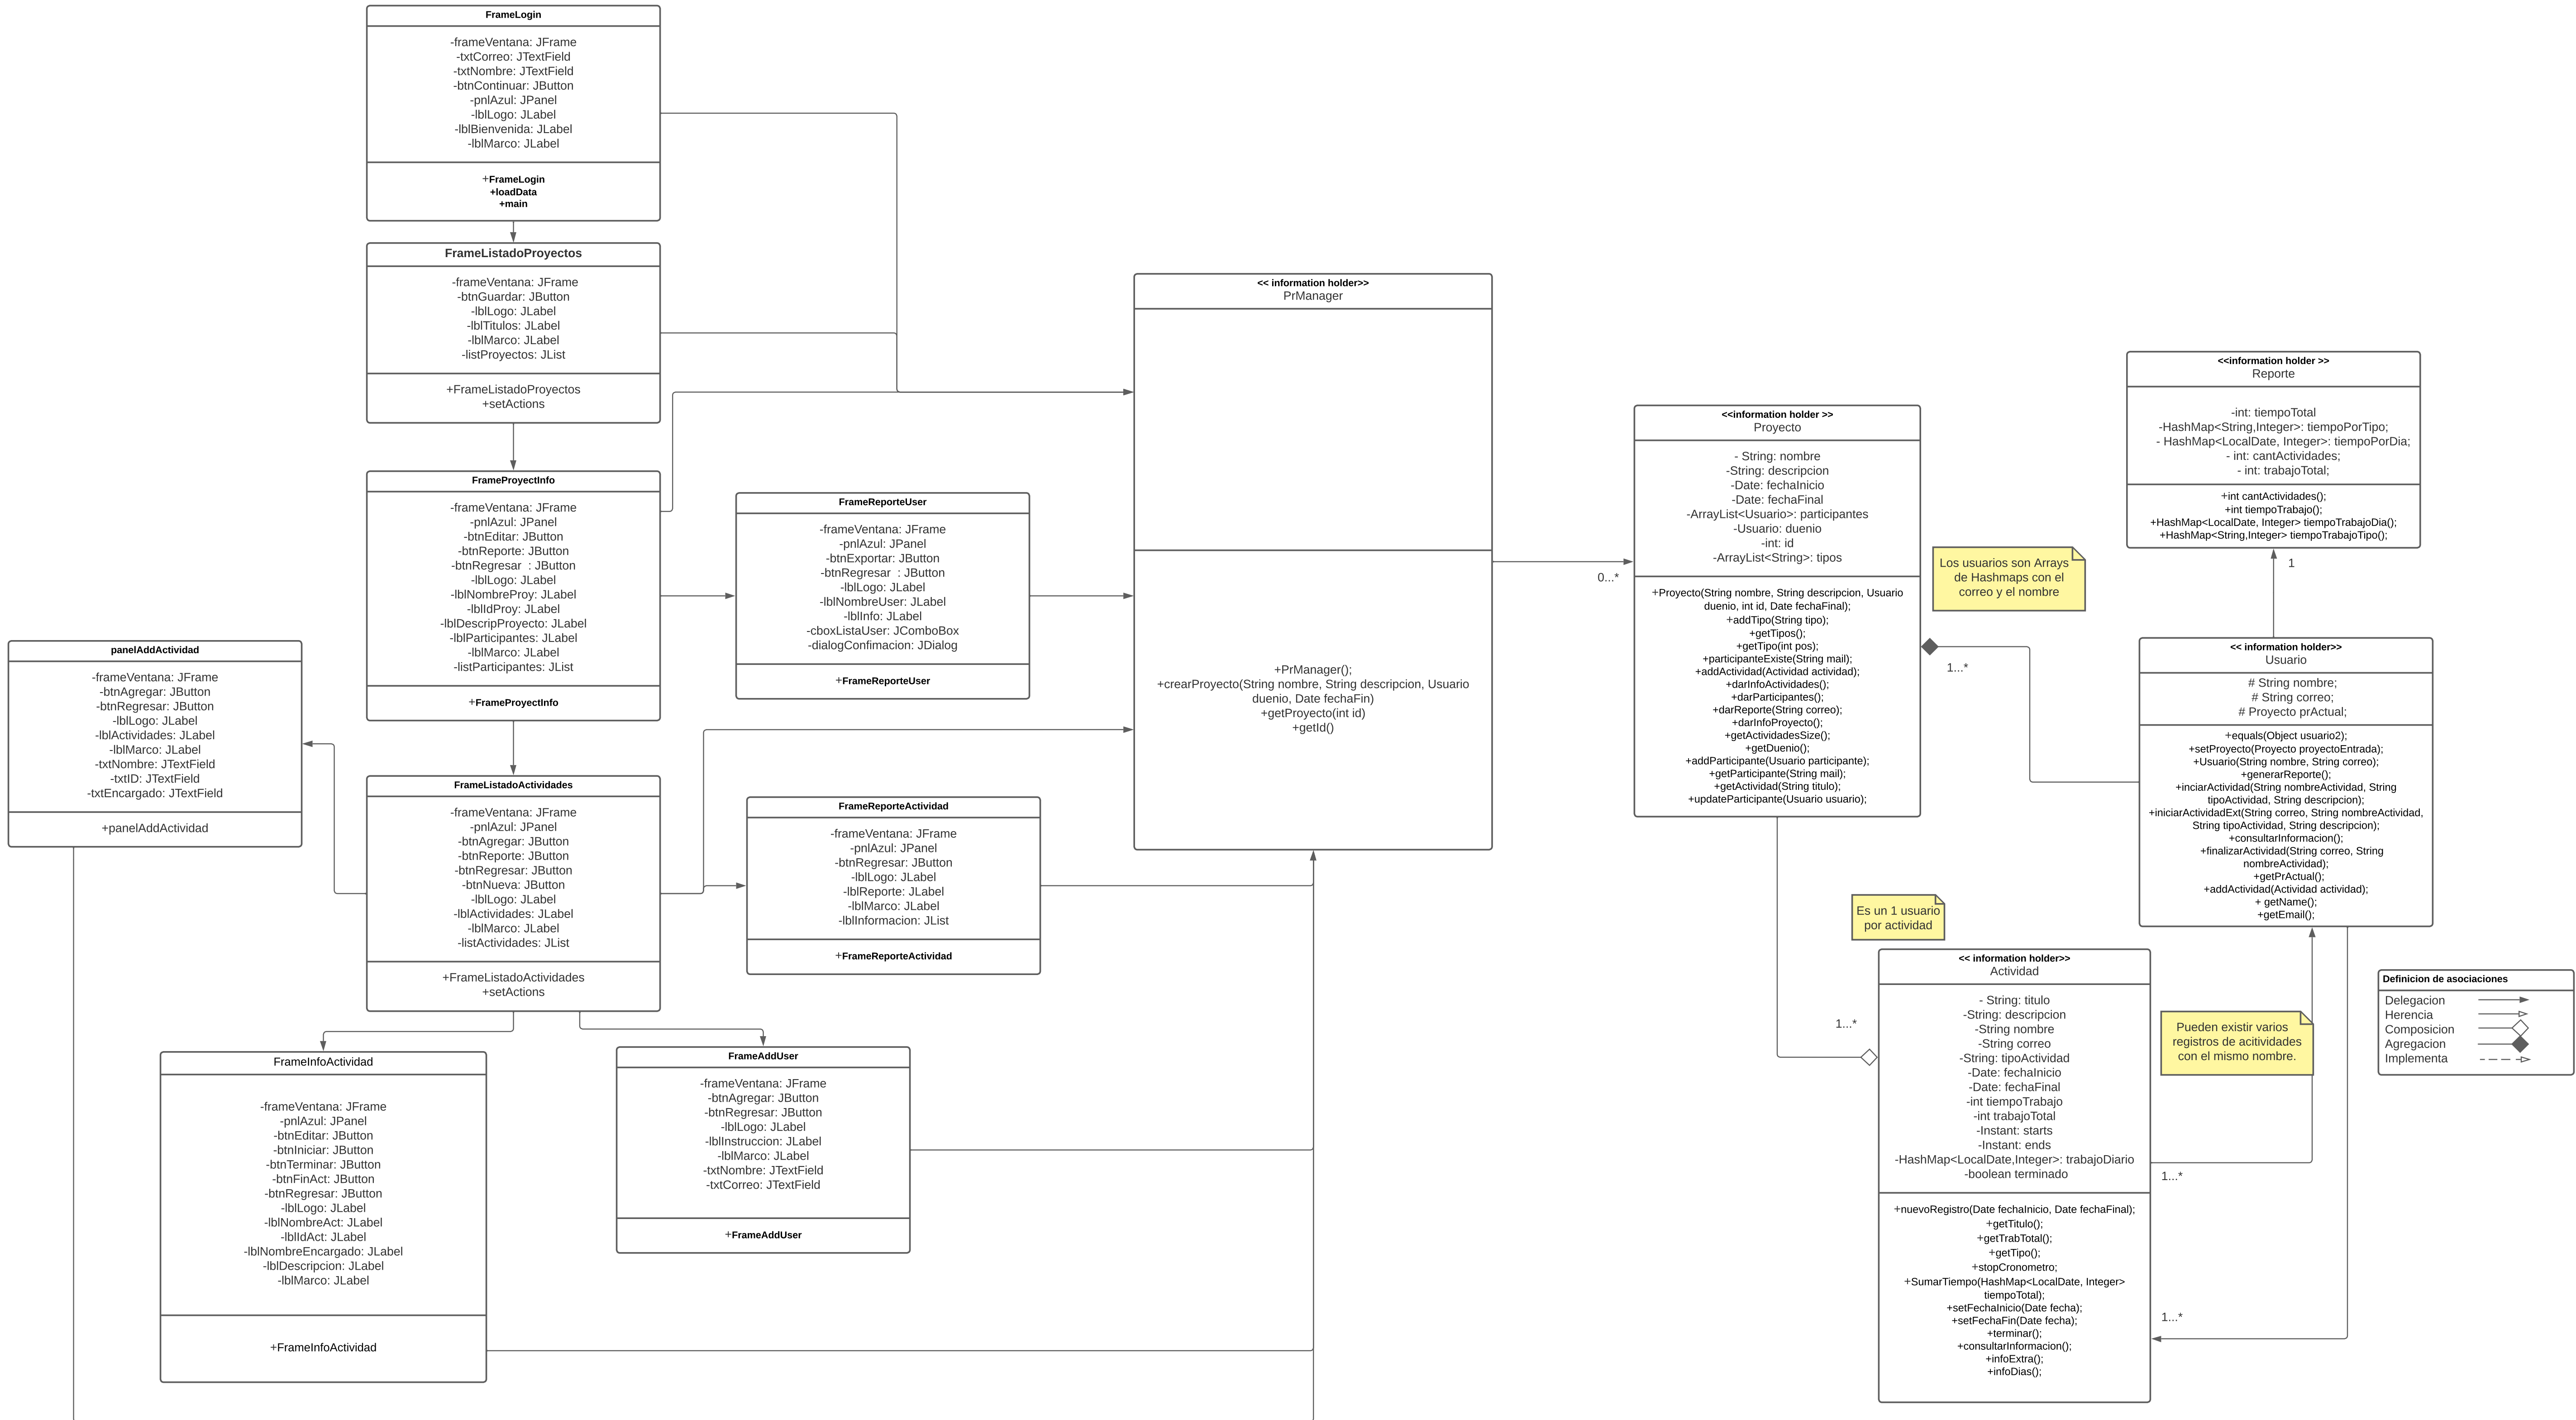 FrameLogin
-frameVentana: JFrame
-txtCorreo: JTextField
-txtNombre: JTextField
-btnContinuar: JButton
-pnlAzul: JPanel
-lblLogo: JLabel
-lblBienvenida: JLabel
-lblMarco: JLabel
+FrameLogin
+loadData
+main
FrameListadoProyectos
-frameVentana: JFrame
-btnGuardar: JButton
-lblLogo: JLabel
-lblTitulos: JLabel
-lblMarco: JLabel
-listProyectos: JList
+FrameListadoProyectos
+setActions
FrameProyectInfo
-frameVentana: JFrame
-pnlAzul: JPanel
-btnEditar: JButton
-btnReporte: JButton
-btnRegresar  : JButton
-lblLogo: JLabel
-lblNombreProy: JLabel
-lblIdProy: JLabel
-lblDescripProyecto: JLabel
-lblParticipantes: JLabel
-lblMarco: JLabel
-listParticipantes: JList
+FrameProyectInfo
FrameReporteUser
-frameVentana: JFrame
-pnlAzul: JPanel
-btnExportar: JButton
-btnRegresar  : JButton
-lblLogo: JLabel
-lblNombreUser: JLabel
-lblInfo: JLabel
-cboxListaUser: JComboBox
-dialogConfimacion: JDialog
+FrameReporteUser
panelAddActividad
-frameVentana: JFrame
-btnAgregar: JButton
-btnRegresar: JButton
-lblLogo: JLabel
-lblActividades: JLabel
-lblMarco: JLabel
-txtNombre: JTextField
-txtID: JTextField
-txtEncargado: JTextField
+panelAddActividad
FrameListadoActividades
-frameVentana: JFrame
-pnlAzul: JPanel
-btnAgregar: JButton
-btnReporte: JButton
-btnRegresar: JButton
-btnNueva: JButton
-lblLogo: JLabel
-lblActividades: JLabel
-lblMarco: JLabel
-listActividades: JList
+FrameListadoActividades
+setActions
FrameReporteActividad
-frameVentana: JFrame
-pnlAzul: JPanel
-btnRegresar: JButton
-lblLogo: JLabel
-lblReporte: JLabel
-lblMarco: JLabel
-lblInformacion: JList
+FrameReporteActividad
FrameInfoActividad
-frameVentana: JFrame
-pnlAzul: JPanel
-btnEditar: JButton
-btnIniciar: JButton
-btnTerminar: JButton
-btnFinAct: JButton
-btnRegresar: JButton
-lblLogo: JLabel
-lblNombreAct: JLabel
-lblIdAct: JLabel
-lblNombreEncargado: JLabel
-lblDescripcion: JLabel
-lblMarco: JLabel
+FrameInfoActividad
FrameAddUser
-frameVentana: JFrame
-btnAgregar: JButton
-btnRegresar: JButton
-lblLogo: JLabel
-lblInstruccion: JLabel
-lblMarco: JLabel
-txtNombre: JTextField
-txtCorreo: JTextField
+FrameAddUser
<< information holder>>
PrManager
+PrManager();
+crearProyecto(String nombre, String descripcion, Usuario
duenio, Date fechaFin)
+getProyecto(int id)
+getId()
0...*
<<information holder >>
Proyecto
- String: nombre
-String: descripcion
-Date: fechaInicio
-Date: fechaFinal
-ArrayList<Usuario>: participantes
-Usuario: duenio
-int: id
-ArrayList<String>: tipos
+Proyecto(String nombre, String descripcion, Usuario
duenio, int id, Date fechaFinal);
+addTipo(String tipo);
+getTipos();
+getTipo(int pos);
+participanteExiste(String mail);
+addActividad(Actividad actividad);
+darInfoActividades();
+darParticipantes();
+darReporte(String correo);
+darInfoProyecto();
+getActividadesSize();
+getDuenio();
+addParticipante(Usuario participante);
+getParticipante(String mail);
+getActividad(String titulo);
+updateParticipante(Usuario usuario);
Los usuarios son Arrays
de Hashmaps con el
correo y el nombre
1...*
<<information holder >>
Reporte
-int: tiempoTotal
-HashMap<String,Integer>: tiempoPorTipo;
- HashMap<LocalDate, Integer>: tiempoPorDia;
- int: cantActividades;
- int: trabajoTotal;
+int cantActividades();
+int tiempoTrabajo();
+HashMap<LocalDate, Integer> tiempoTrabajoDia();
+HashMap<String,Integer> tiempoTrabajoTipo();
1
<< information holder>>
Usuario
# String nombre;
# String correo;
# Proyecto prActual;
+equals(Object usuario2);
+setProyecto(Proyecto proyectoEntrada);
+Usuario(String nombre, String correo);
+generarReporte();
+inciarActividad(String nombreActividad, String
tipoActividad, String descripcion);
+iniciarActividadExt(String correo, String nombreActividad,
String tipoActividad, String descripcion);
+consultarInformacion();
+finalizarActividad(String correo, String
nombreActividad);
+getPrActual();
+addActividad(Actividad actividad);
+ getName();
+getEmail();
Es un 1 usuario
por actividad
1...*
<< information holder>>
Actividad
- String: titulo
-String: descripcion
-String nombre
-String correo
-String: tipoActividad
-Date: fechaInicio
-Date: fechaFinal
-int tiempoTrabajo
-int trabajoTotal
-Instant: starts
-Instant: ends
-HashMap<LocalDate,Integer>: trabajoDiario
-boolean terminado
+nuevoRegistro(Date fechaInicio, Date fechaFinal);
+getTitulo();
+getTrabTotal();
+getTipo();
+stopCronometro;
+SumarTiempo(HashMap<LocalDate, Integer>
tiempoTotal);
+setFechaInicio(Date fecha);
+setFechaFin(Date fecha);
+terminar();
+consultarInformacion();
+infoExtra();
+infoDias();
Pueden existir varios
registros de acitividades
con el mismo nombre.
1...*
1...*
Definicion de asociaciones
Delegacion
Herencia
Composicion
Agregacion
Implementa